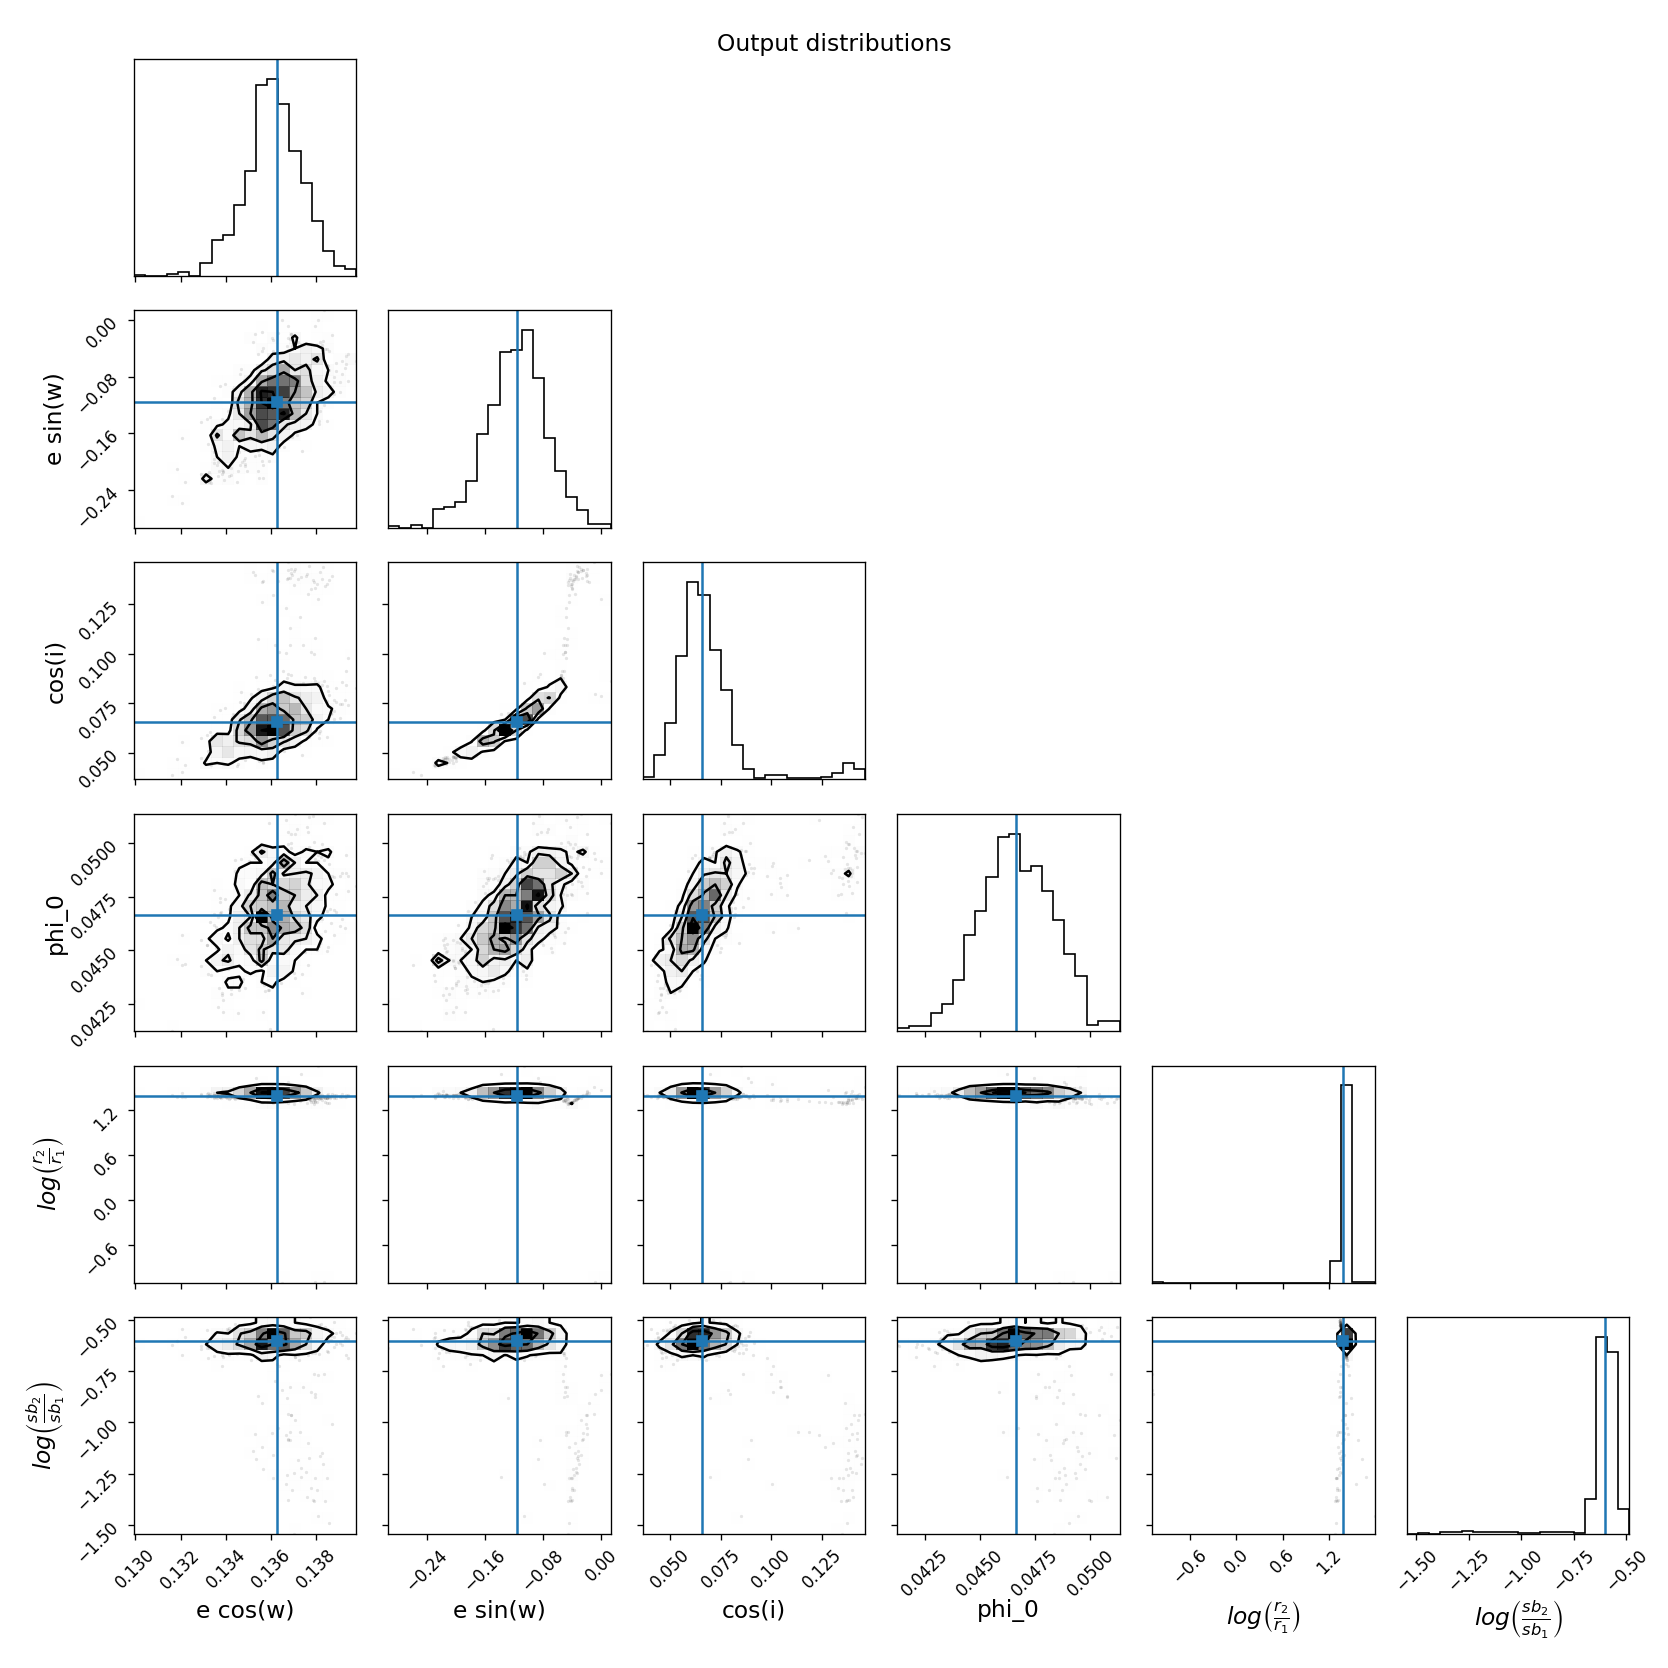 Output distributions
0.00
−0.08
−0.16
−0.24
e sin(w)
0.125
0.100
0.075
0.050
cos(i)
0.0500
0.0475
0.0450
0.0425
phi_0
1.2
0.6
0.0
−0.6
log(r₂/r₁)
−0.50
−0.75
−1.00
−1.25
−1.50
log(sb₂/sb₁)
0.130 0.132 0.134 0.136 0.138
−0.24 −0.16 −0.08 0.00
0.050 0.075 0.100 0.125
0.0425 0.0450 0.0475 0.0500
−0.6 0.0 0.6 1.2
−1.50 −1.25 −1.00 −0.75 −0.50
e cos(w)
e sin(w)
cos(i)
phi_0
log(r₂/r₁)
log(sb₂/sb₁)